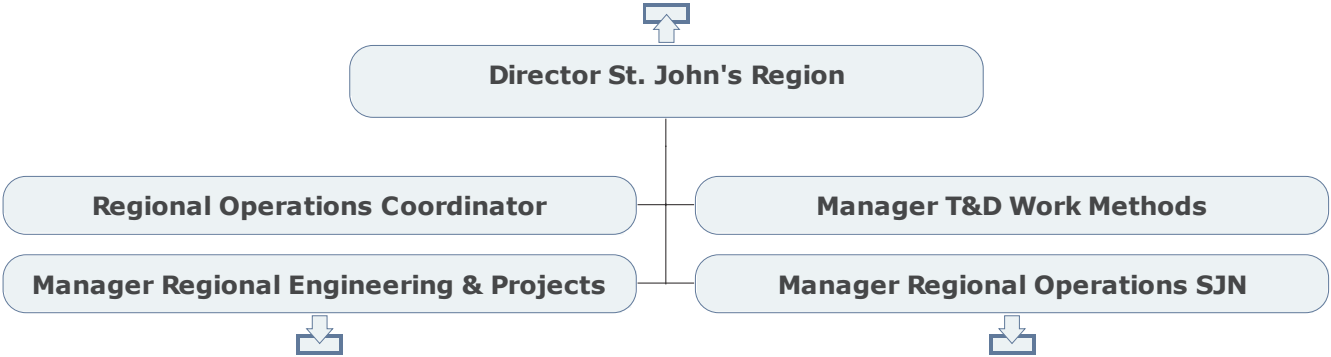 Director St. John's Region
Regional Operations Coordinator
Manager T&D Work Methods
Manager Regional Engineering & Projects
Manager Regional Operations SJN